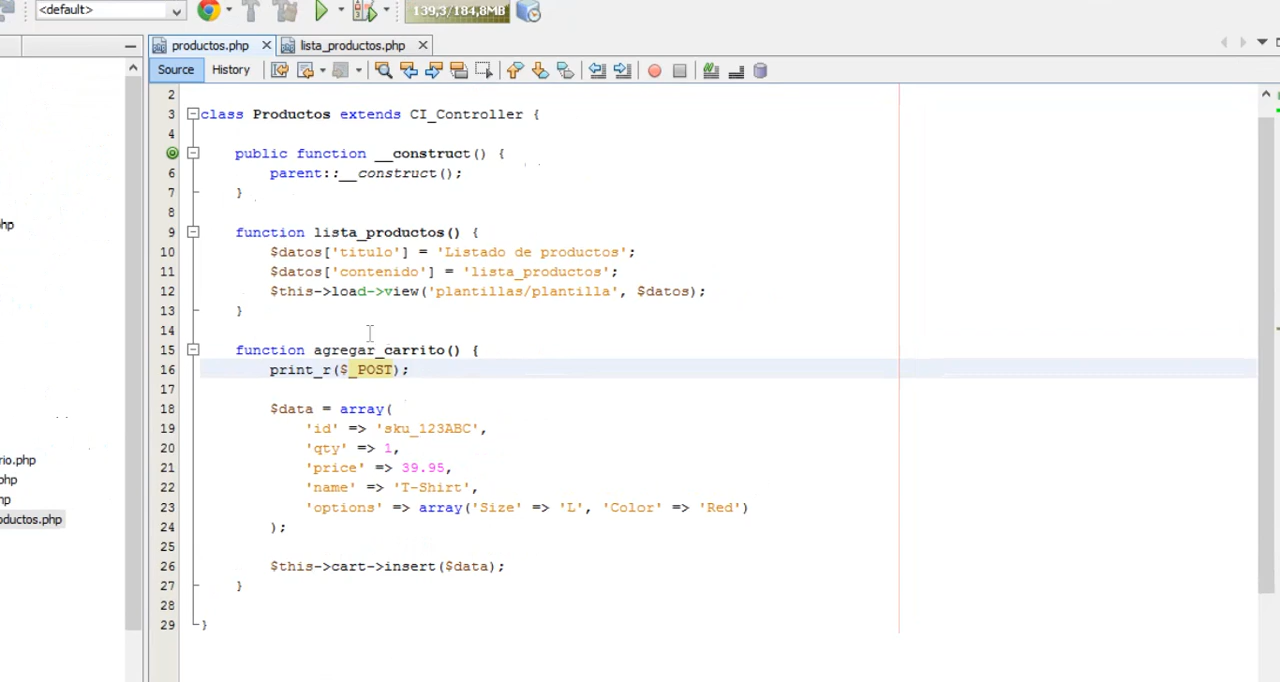 <default>
139,3/184,8MB
productos.php
lista_productos.php
Source
History
2
3 class Productos extends CI_Controller {
4
public function __construct() {
6 parent::__construct();
7 }
8
9 function lista_productos() {
10 $datos['titulo'] = 'Listado de productos';
11 $datos['contenido'] = 'lista_productos';
12 $this->load->view('plantillas/plantilla', $datos);
13 }
14
15 function agregar_carrito() {
16 print_r($_POST);
17
18 $data = array(
19 'id' => 'sku_123ABC',
20 'qty' => 1,
21 'price' => 39.95,
22 'name' => 'T-Shirt',
23 'options' => array('Size' => 'L', 'Color' => 'Red')
24 );
25
26 $this->cart->insert($data);
27 }
28
29 }
hp
rio.php
hp
hp
oductos.php